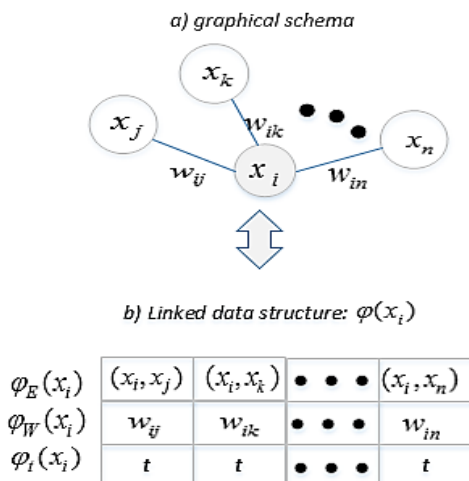 a) graphical schema
x_k
x_j
w_ik
x_n
w_ij
x_i
w_in
b) Linked data structure: φ(x_i)
φ_E(x_i) (x_i, x_j) (x_i, x_k) • • • (x_i, x_n)
φ_W(x_i) w_ij w_ik • • • w_in
φ_t(x_i) t t • • • t